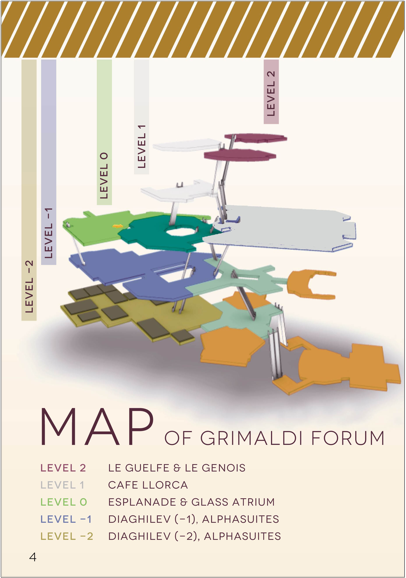 LEVEL -2
LEVEL -1
LEVEL 0
LEVEL 1
LEVEL 2
MAP OF GRIMALDI FORUM
LEVEL 2 LE GUELFE & LE GENOIS
LEVEL 1 CAFE LLORCA
LEVEL 0 ESPLANADE & GLASS ATRIUM
LEVEL -1 DIAGHILEV (-1), ALPHASUITES
LEVEL -2 DIAGHILEV (-2), ALPHASUITES
4